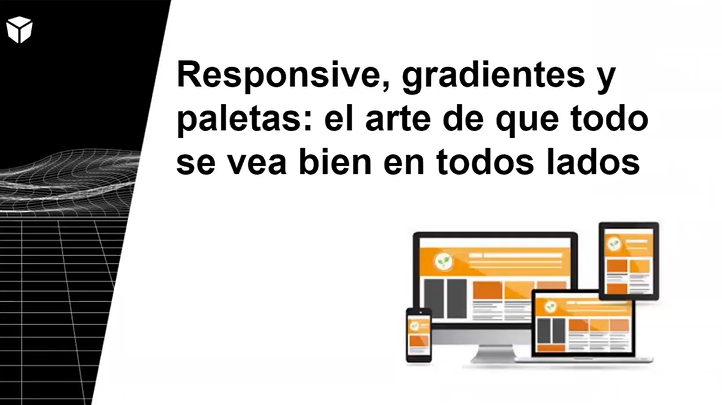 Responsive, gradientes y
paletas: el arte de que todo
se vea bien en todos lados